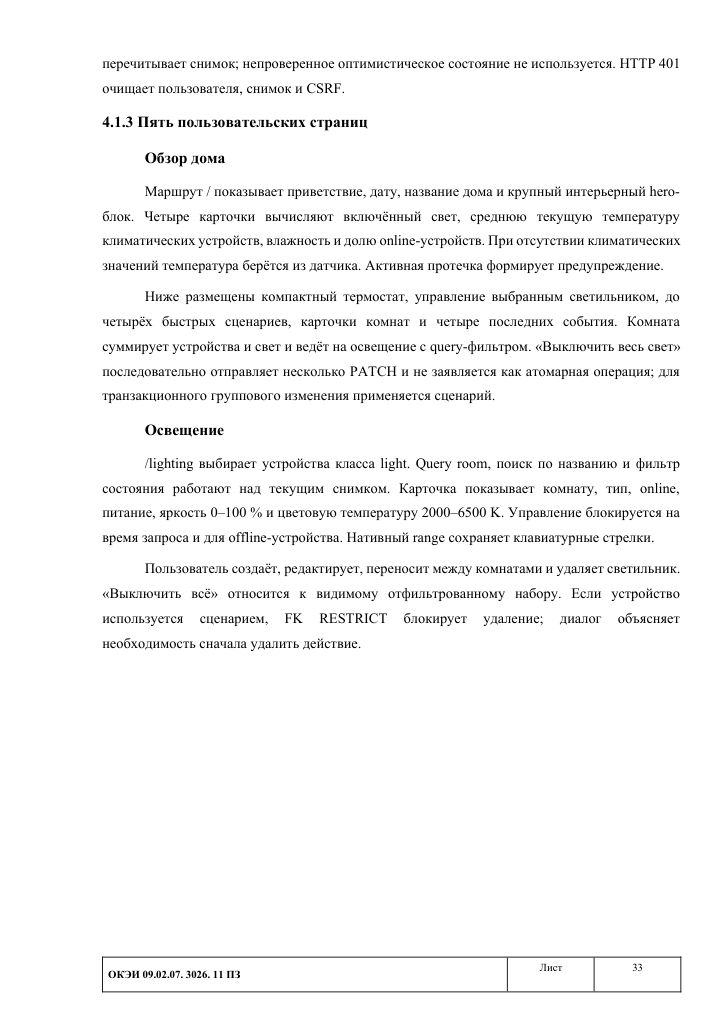 перечитывает снимок; непроверенное оптимистическое состояние не используется. HTTP 401
очищает пользователя, снимок и CSRF.
4.1.3 Пять пользовательских страниц
Обзор дома
Маршрут / показывает приветствие, дату, название дома и крупный интерьерный hero-
блок. Четыре карточки вычисляют включённый свет, среднюю текущую температуру
климатических устройств, влажность и долю online-устройств. При отсутствии климатических
значений температура берётся из датчика. Активная протечка формирует предупреждение.
Ниже размещены компактный термостат, управление выбранным светильником, до
четырёх быстрых сценариев, карточки комнат и четыре последних события. Комната
суммирует устройства и свет и ведёт на освещение с query-фильтром. «Выключить весь свет»
последовательно отправляет несколько PATCH и не заявляется как атомарная операция; для
транзакционного группового изменения применяется сценарий.
Освещение
/lighting выбирает устройства класса light. Query room, поиск по названию и фильтр
состояния работают над текущим снимком. Карточка показывает комнату, тип, online,
питание, яркость 0–100 % и цветовую температуру 2000–6500 K. Управление блокируется на
время запроса и для offline-устройства. Нативный range сохраняет клавиатурные стрелки.
Пользователь создаёт, редактирует, переносит между комнатами и удаляет светильник.
«Выключить всё» относится к видимому отфильтрованному набору. Если устройство
используется сценарием, FK RESTRICT блокирует удаление; диалог объясняет
необходимость сначала удалить действие.
ОКЭИ 09.02.07. 3026. 11 ПЗ
Лист
33